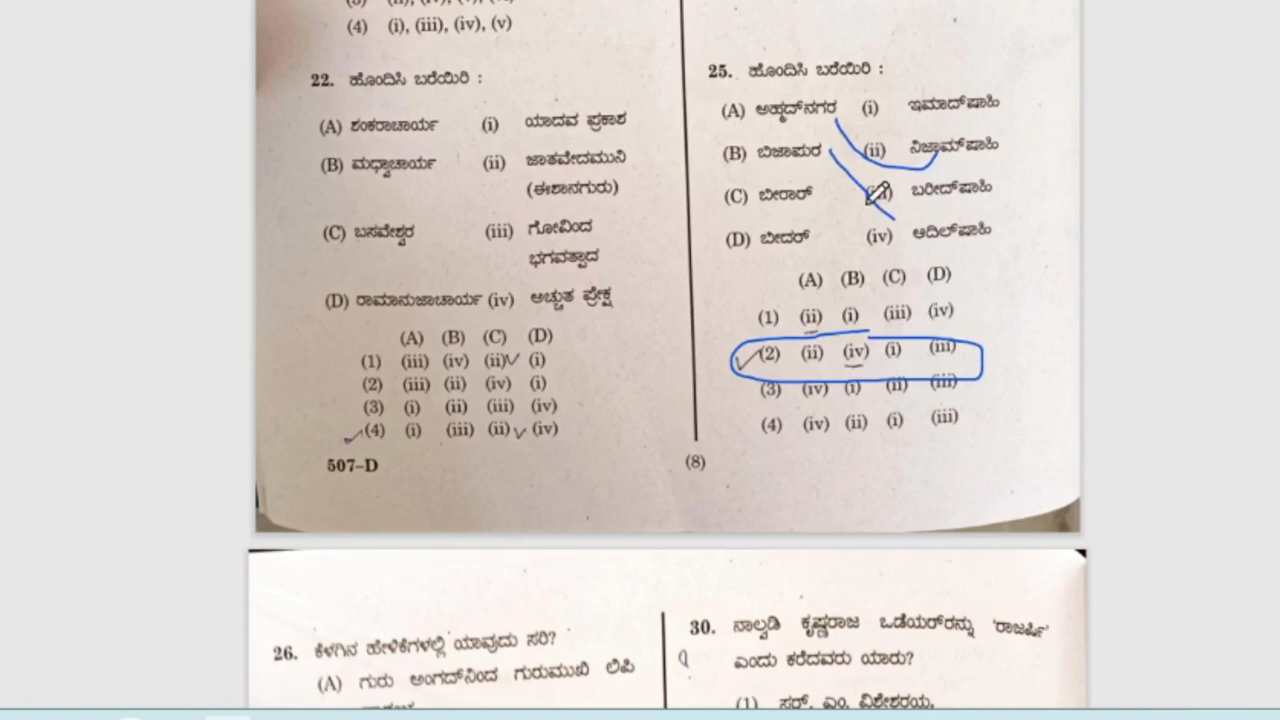 (4) (i), (iii), (iv), (v)
22. ಹೊಂದಿಸಿ ಬರೆಯಿರಿ :
(A) ಶಂಕರಾಚಾರ್ಯ (i) ಯಾದವ ಪ್ರಕಾಶ
(B) ಮಧ್ವಾಚಾರ್ಯ (ii) ಜಾತವೇದಮುನಿ
(ಈಶಾನಗುರು)
(C) ಬಸವೇಶ್ವರ (iii) ಗೋವಿಂದ
ಭಗವತ್ಪಾದ
(D) ರಾಮಾನುಜಾಚಾರ್ಯ (iv) ಅಚ್ಚುತ ಪ್ರೇಕ್ಷ
(A) (B) (C) (D)
(1) (iii) (iv) (ii) (i)
(2) (iii) (ii) (iv) (i)
(3) (i) (ii) (iii) (iv)
(4) (i) (iii) (ii) (iv)
507–D
(8)
25. ಹೊಂದಿಸಿ ಬರೆಯಿರಿ :
(A) ಅಹ್ಮದ್‌ನಗರ (i) ಇಮಾದ್‌ಷಾಹಿ
(B) ಬಿಜಾಪುರ (ii) ನಿಜಾಮ್‌ಷಾಹಿ
(C) ಬೀರಾರ್ ಬರೀದ್‌ಷಾಹಿ
(D) ಬೀದರ್ (iv) ಆದಿಲ್‌ಷಾಹಿ
(A) (B) (C) (D)
(1) (ii) (i) (iii) (iv)
(2) (ii) (iv) (i) (iii)
(3) (iv) (i) (ii) (iii)
(4) (iv) (ii) (i) (iii)
26. ಕೆಳಗಿನ ಹೇಳಿಕೆಗಳಲ್ಲಿ ಯಾವುದು ಸರಿ?
(A) ಗುರು ಅಂಗದ್‌ನಿಂದ ಗುರುಮುಖಿ ಲಿಪಿ
30. ನಾಲ್ವಡಿ ಕೃಷ್ಣರಾಜ ಒಡೆಯರ್‌ರನ್ನು 'ರಾಜರ್ಷಿ'
ಎಂದು ಕರೆದವರು ಯಾರು?
(1) ಸರ್. ಎಂ. ವಿಶ್ವೇಶ್ವರಯ್ಯ